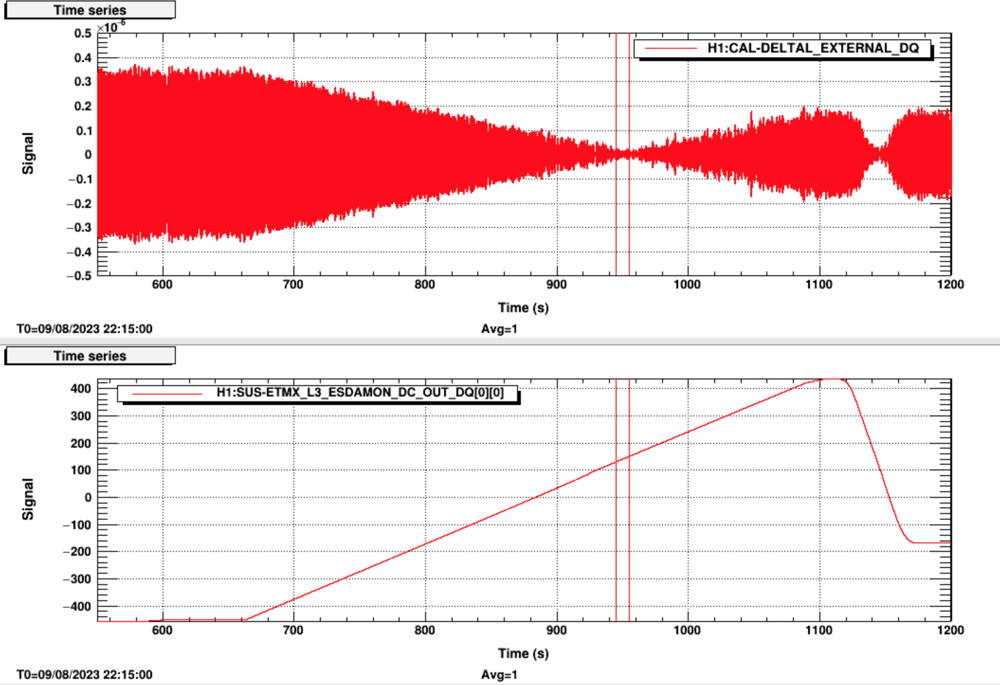 Time series
×10⁻⁶
H1:CAL-DELTAL_EXTERNAL_DQ
0.5
0.4
0.3
0.2
0.1
0
−0.1
−0.2
−0.3
−0.4
−0.5
Signal
600 700 800 900 1000 1100 1200
Time (s)
T0=09/08/2023 22:15:00 Avg=1
Time series
H1:SUS-ETMX_L3_ESDAMON_DC_OUT_DQ[0][0]
400
300
200
100
0
−100
−200
−300
−400
Signal
600 700 800 900 1000 1100 1200
Time (s)
T0=09/08/2023 22:15:00 Avg=1